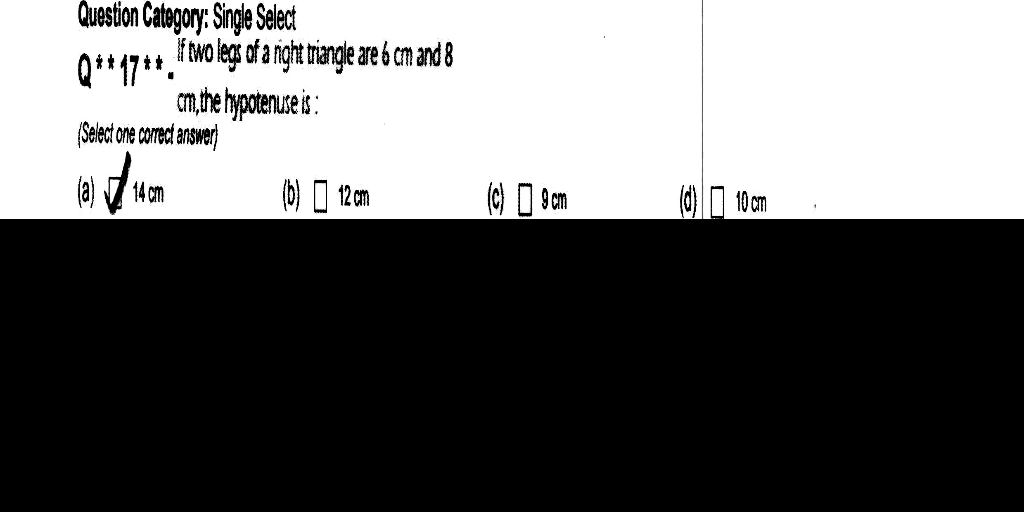 Question Category: Single Select
Q**17**. If two legs of a right triangle are 6 cm and 8
cm,the hypotenuse is :
(Select one correct answer)
(a) 14 cm (b) 12 cm (c) 9 cm (d) 10 cm